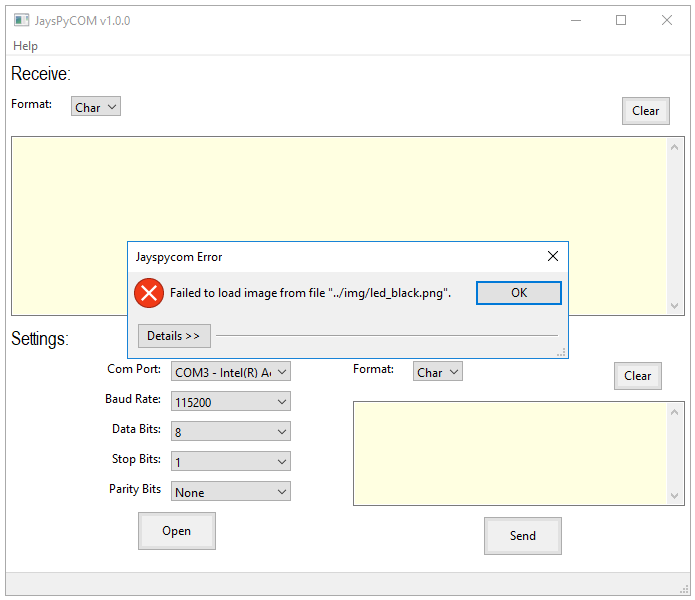 JaysPyCOM v1.0.0
Help
Receive:
Format: Char Clear
Jayspycom Error
Failed to load image from file "../img/led_black.png". OK
Details >>
Settings:
Com Port: COM3 - Intel(R) A
Format: Char Clear
Baud Rate: 115200
Data Bits: 8
Stop Bits: 1
Parity Bits None
Open
Send